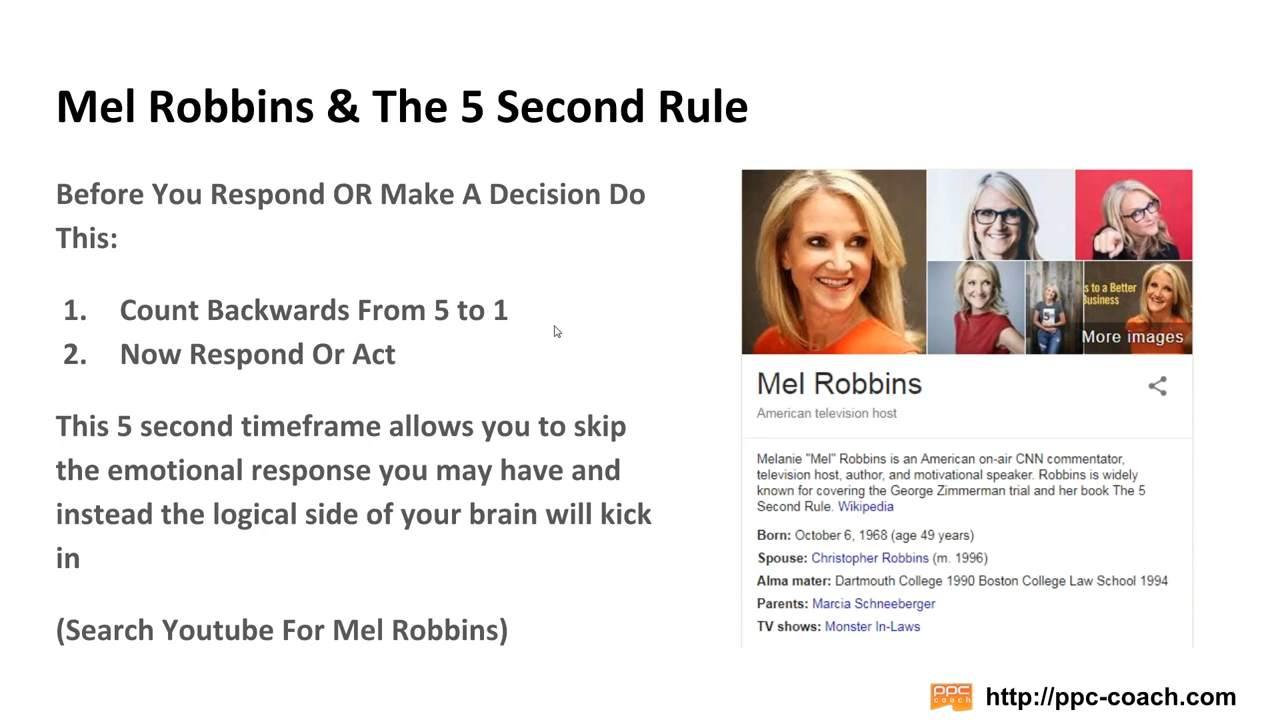 Mel Robbins & The 5 Second Rule
Before You Respond OR Make A Decision Do
This:
1. Count Backwards From 5 to 1
2. Now Respond Or Act
This 5 second timeframe allows you to skip
the emotional response you may have and
instead the logical side of your brain will kick
in
(Search Youtube For Mel Robbins)
5
s to a Better
Business
More images
Mel Robbins
American television host
Melanie "Mel" Robbins is an American on-air CNN commentator,
television host, author, and motivational speaker. Robbins is widely
known for covering the George Zimmerman trial and her book The 5
Second Rule. Wikipedia
Born: October 6, 1968 (age 49 years)
Spouse: Christopher Robbins (m. 1996)
Alma mater: Dartmouth College 1990 Boston College Law School 1994
Parents: Marcia Schneeberger
TV shows: Monster In-Laws
ppc
coach
http://ppc-coach.com